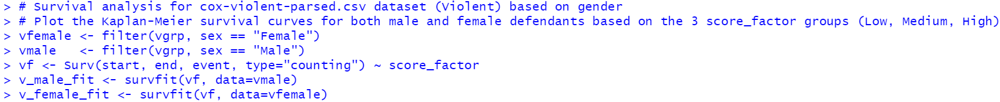 > # Survival analysis for cox-violent-parsed.csv dataset (Violent) based on gender
> # Plot the Kaplan-Meier survival curves for both male and female defendants based on the 3 score_factor groups (Low, Medium, High)
> vfemale <- filter(vgrp, sex == "Female")
> vmale   <- filter(vgrp, sex == "Male")
> vf <- Surv(start, end, event, type="counting") ~ score_factor
> v_male_fit <- survfit(vf, data=vmale)
> v_female_fit <- survfit(vf, data=vfemale)